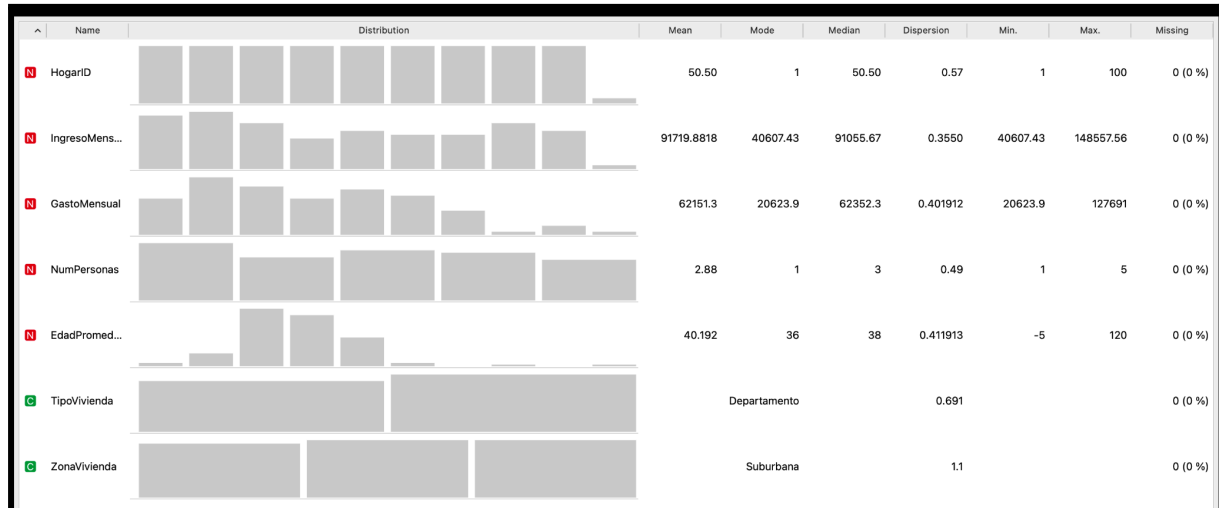 Name Distribution Mean Mode Median Dispersion Min. Max. Missing
N HogarID 50.50 1 50.50 0.57 1 100 0 (0 %)
N IngresoMens... 91719.8818 40607.43 91055.67 0.3550 40607.43 148557.56 0 (0 %)
N GastoMensual 62151.3 20623.9 62352.3 0.401912 20623.9 127691 0 (0 %)
N NumPersonas 2.88 1 3 0.49 1 5 0 (0 %)
N EdadPromed... 40.192 36 38 0.411913 -5 120 0 (0 %)
C TipoVivienda Departamento 0.691 0 (0 %)
C ZonaVivienda Suburbana 1.1 0 (0 %)